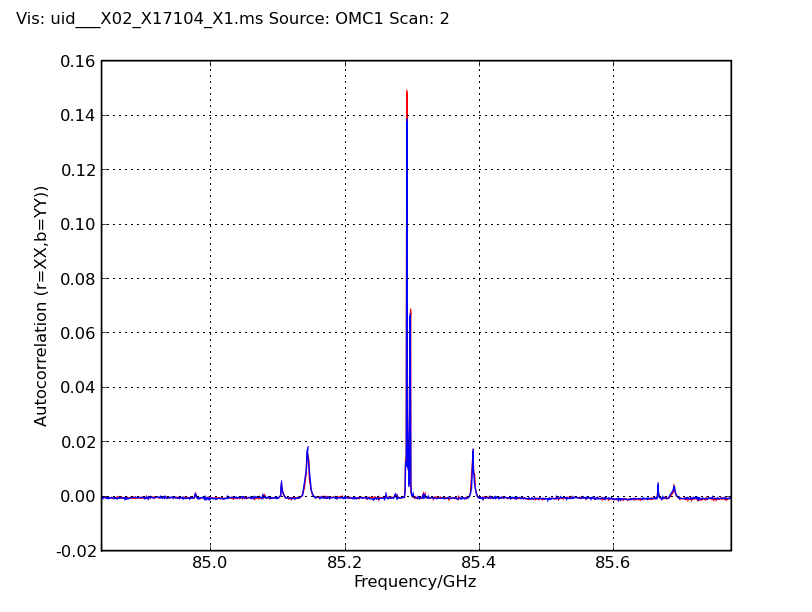 Vis: uid___X02_X17104_X1.ms Source: OMC1 Scan: 2
0.16
0.14
0.12
0.10
0.08
0.06
0.04
0.02
0.00
-0.02
Autocorrelation (r=XX,b=YY))
85.0 85.2 85.4 85.6
Frequency/GHz